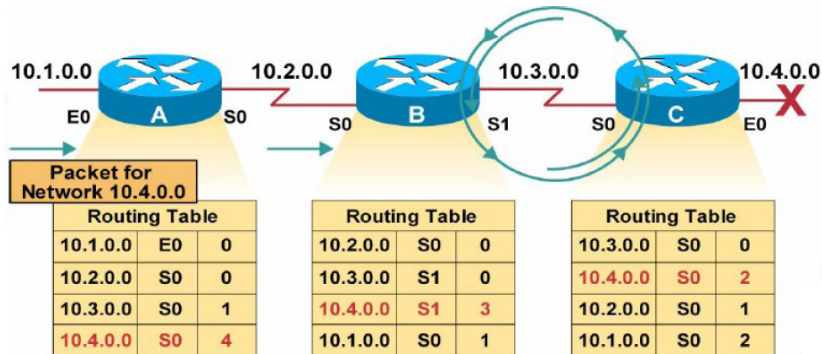 10.1.0.0 10.2.0.0 10.3.0.0 10.4.0.0
A B C
E0 S0 S0 S1 S0 E0
X
Packet for
Network 10.4.0.0
Routing Table
10.1.0.0 E0 0
10.2.0.0 S0 0
10.3.0.0 S0 1
10.4.0.0 S0 4
Routing Table
10.2.0.0 S0 0
10.3.0.0 S1 0
10.4.0.0 S1 3
10.1.0.0 S0 1
Routing Table
10.3.0.0 S0 0
10.4.0.0 S0 2
10.2.0.0 S0 1
10.1.0.0 S0 2